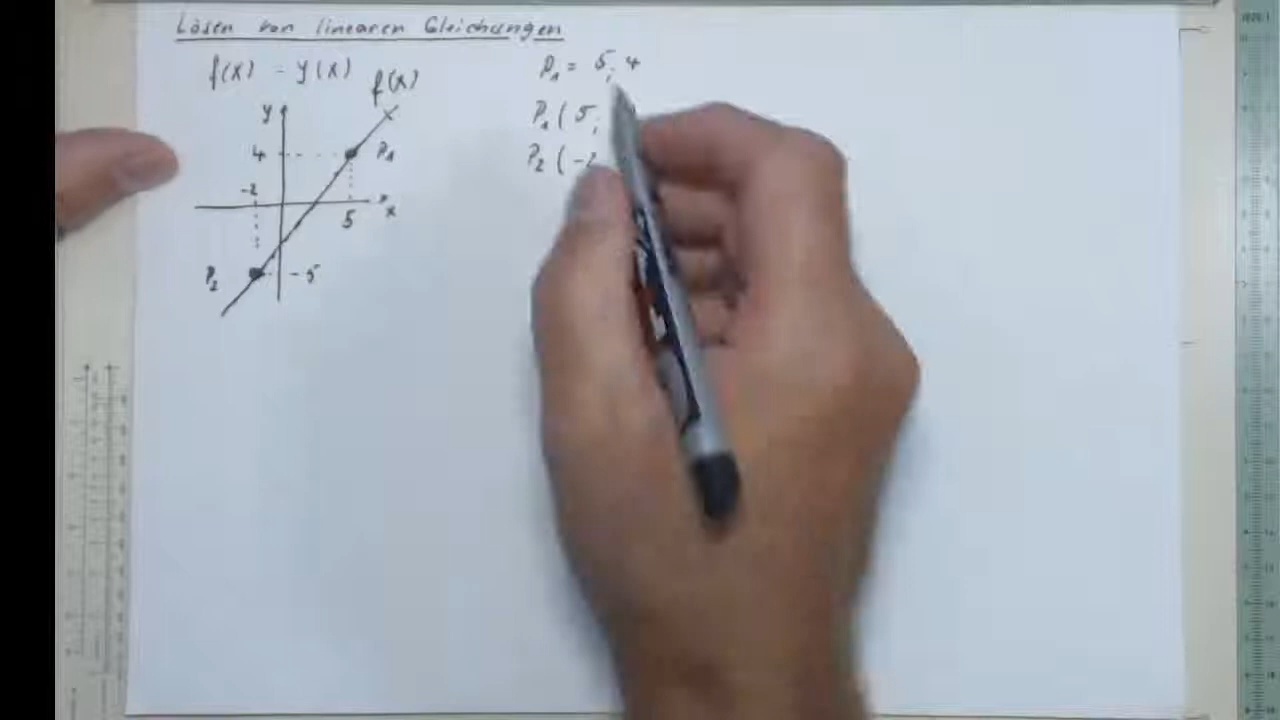 Lösen von linearen Gleichungen
f(x) = y(x)
P1 = 5; 4
f(x)
y
P1 ( 5;
4
P1
P2 ( -2
-2
x
5
P2
-5